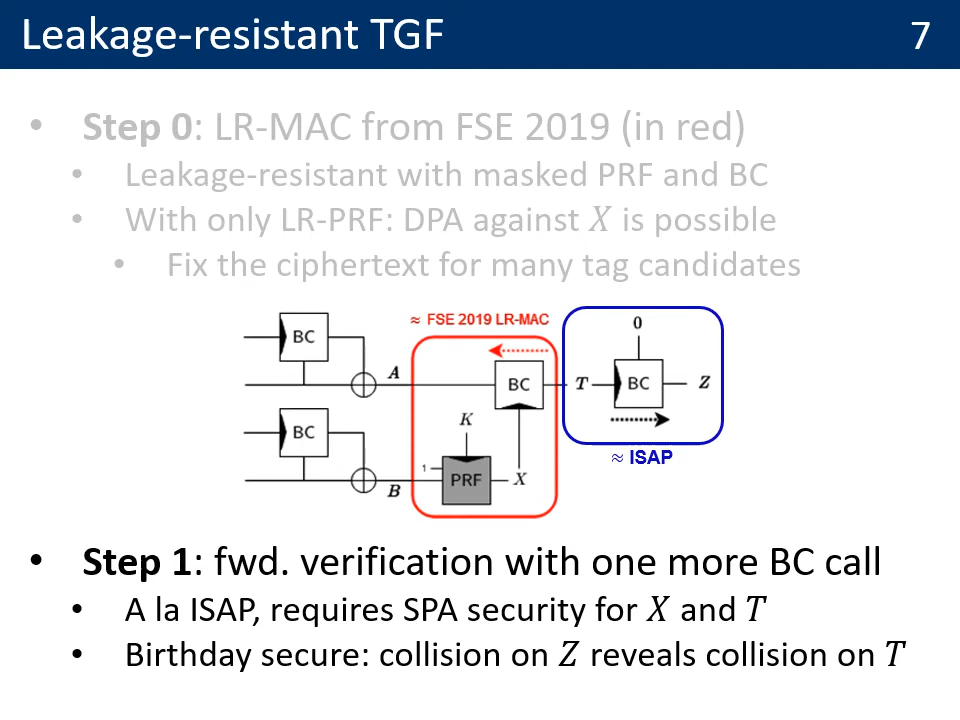 Leakage-resistant TGF 7
• Step 0: LR-MAC from FSE 2019 (in red)
• Leakage-resistant with masked PRF and BC
• With only LR-PRF: DPA against X is possible
• Fix the ciphertext for many tag candidates
≈ FSE 2019 LR-MAC
0
BC
A
BC
T
BC
Z
K
BC
≈ ISAP
1
PRF
X
B
• Step 1: fwd. verification with one more BC call
• A la ISAP, requires SPA security for X and T
• Birthday secure: collision on Z reveals collision on T